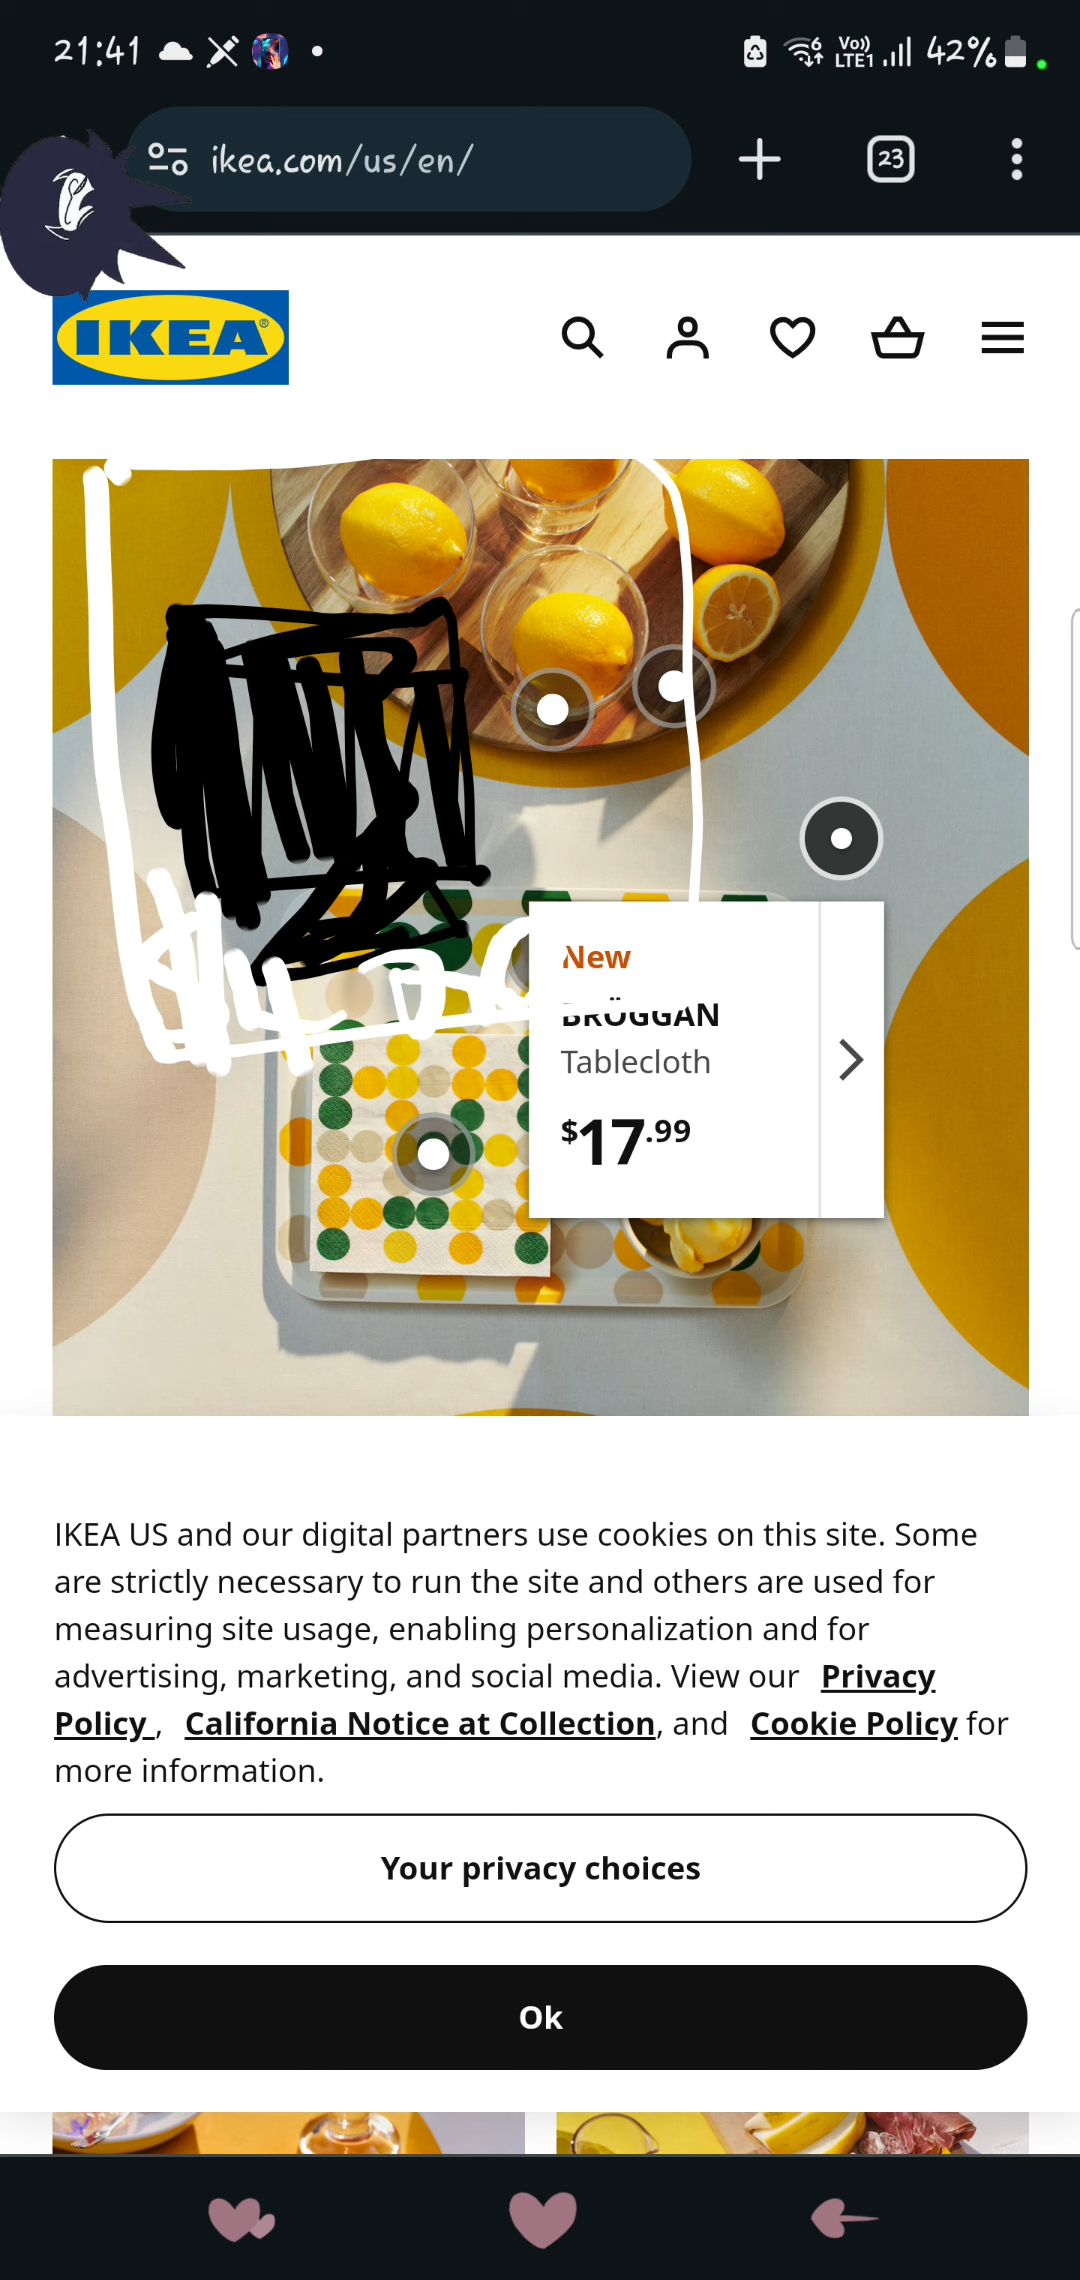 21:41
Vo))
LTE1
6
42%
ikea.com/us/en/
23
IKEA®
New
BRÖGGAN
Tablecloth
$17.99
IKEA US and our digital partners use cookies on this site. Some
are strictly necessary to run the site and others are used for
measuring site usage, enabling personalization and for
advertising, marketing, and social media. View our Privacy
Policy , California Notice at Collection, and Cookie Policy for
more information.
Your privacy choices
Ok